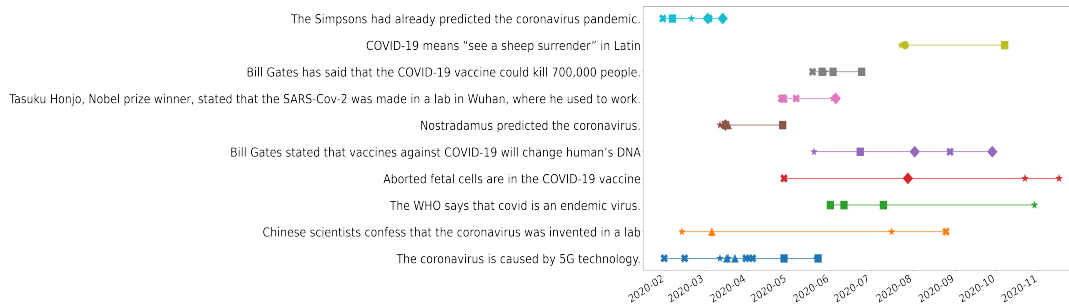 The Simpsons had already predicted the coronavirus pandemic.
COVID-19 means “see a sheep surrender” in Latin
Bill Gates has said that the COVID-19 vaccine could kill 700,000 people.
Tasuku Honjo, Nobel prize winner, stated that the SARS-Cov-2 was made in a lab in Wuhan, where he used to work.
Nostradamus predicted the coronavirus.
Bill Gates stated that vaccines against COVID-19 will change human’s DNA
Aborted fetal cells are in the COVID-19 vaccine
The WHO says that covid is an endemic virus.
Chinese scientists confess that the coronavirus was invented in a lab
The coronavirus is caused by 5G technology.
2020-02 2020-03 2020-04 2020-05 2020-06 2020-07 2020-08 2020-09 2020-10 2020-11